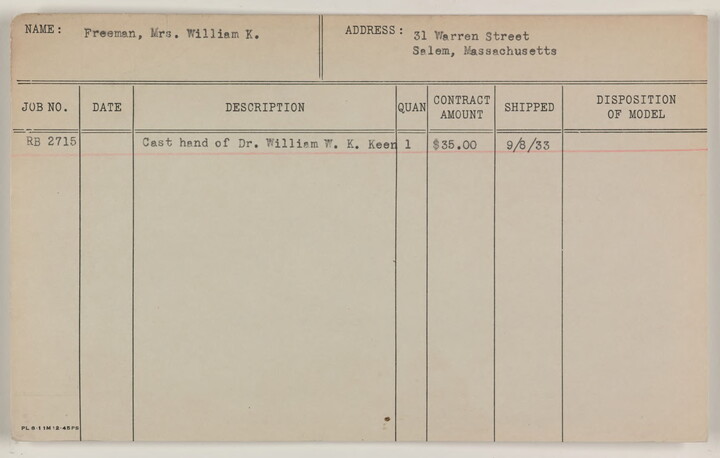 NAME: Freeman, Mrs. William K.
ADDRESS: 31 Warren Street
Salem, Massachusetts
JOB NO. DATE DESCRIPTION QUAN CONTRACT AMOUNT SHIPPED DISPOSITION OF MODEL
RB 2715 Cast hand of Dr. William W. K. Keen 1 $35.00 9/8/33